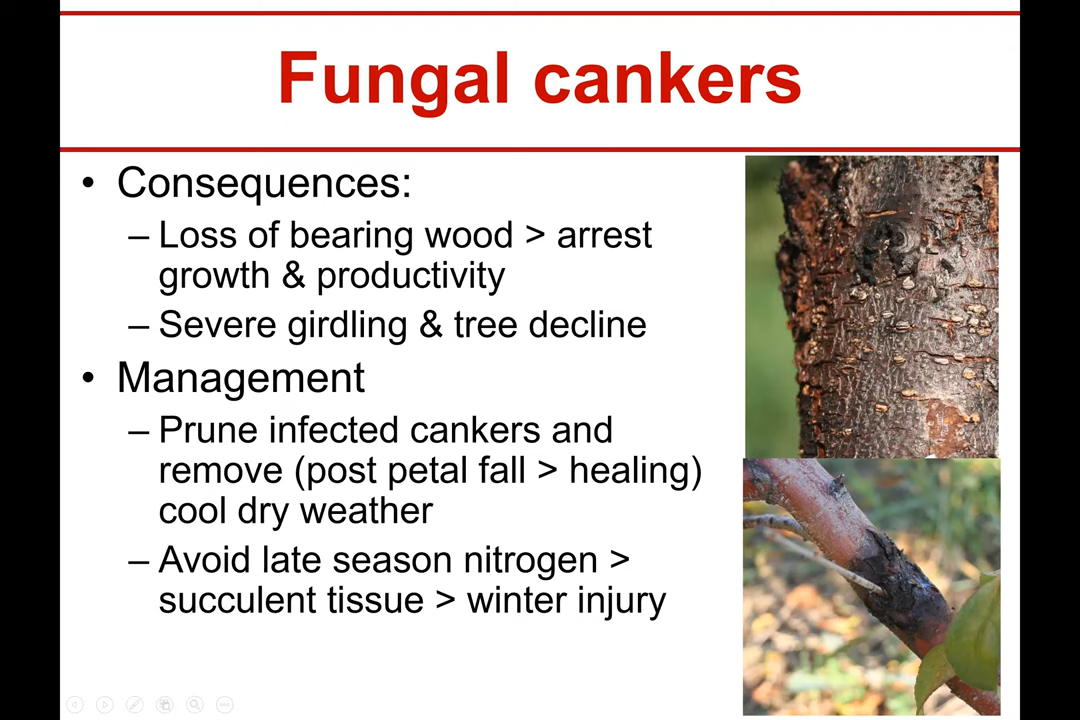 Fungal cankers
• Consequences:
– Loss of bearing wood > arrest
growth & productivity
– Severe girdling & tree decline
• Management
– Prune infected cankers and
remove (post petal fall > healing)
cool dry weather
– Avoid late season nitrogen >
succulent tissue > winter injury